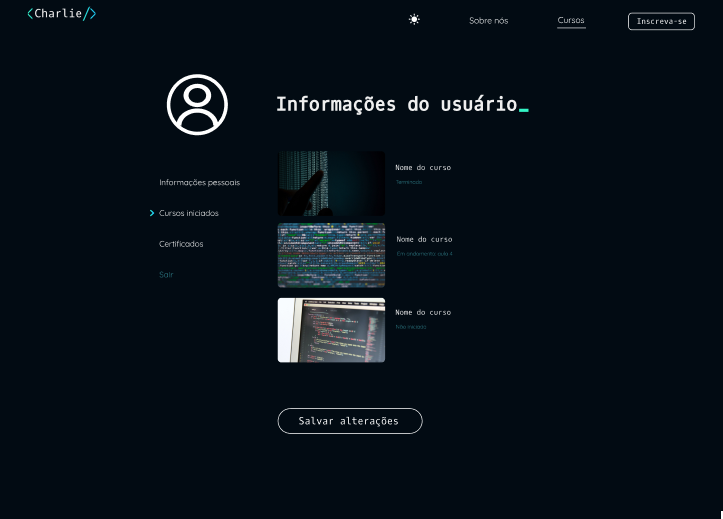 <Charlie/>
Sobre nós
Cursos
Inscreva-se
Informações do usuário_
Informações pessoais
Cursos iniciados
Certificados
Sair
Nome do curso
Terminado
Nome do curso
Em andamento: aula 4
Nome do curso
Não iniciado
Salvar alterações